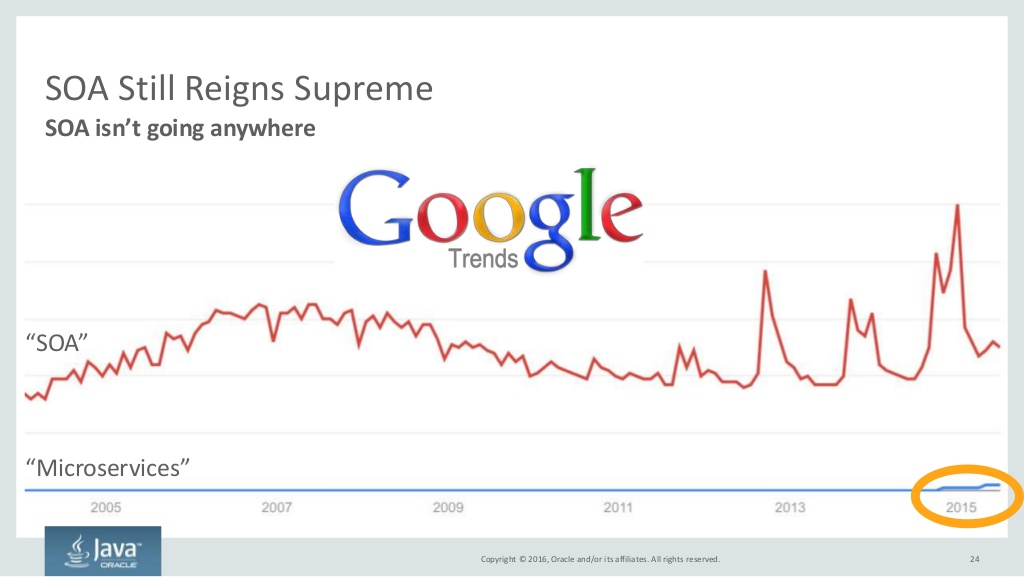 SOA Still Reigns Supreme
SOA isn’t going anywhere
Google
Trends
“SOA”
“Microservices”
2005 2007 2009 2011 2013 2015
Java™
ORACLE
Copyright © 2016, Oracle and/or its affiliates. All rights reserved.
24